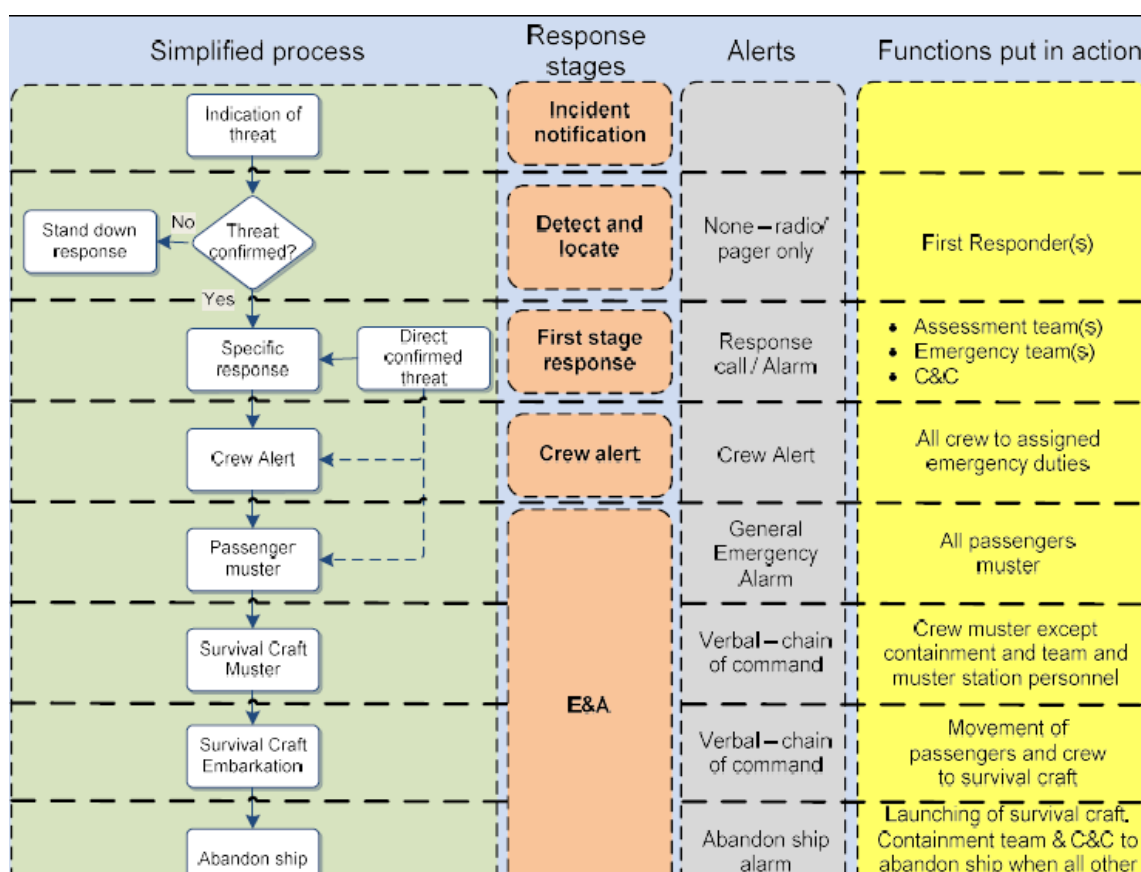 Simplified process
Response
stages
Alerts
Functions put in action
Indication of
threat
Incident
notification
No
Stand down
response
Threat
confirmed?
Detect and
locate
None – radio/
pager only
First Responder(s)
Yes
Specific
response
Direct
confirmed
threat
First stage
response
Response
call / Alarm
• Assessment team(s)
• Emergency team(s)
• C&C
Crew Alert
Crew alert
Crew Alert
All crew to assigned
emergency duties
Passenger
muster
General
Emergency
Alarm
All passengers
muster
Survival Craft
Muster
E&A
Verbal – chain
of command
Crew muster except
containment and team and
muster station personnel
Survival Craft
Embarkation
Verbal – chain
of command
Movement of
passengers and crew
to survival craft
Abandon ship
Abandon ship
alarm
Launching of survival craft.
Containment team & C&C to
abandon ship when all other